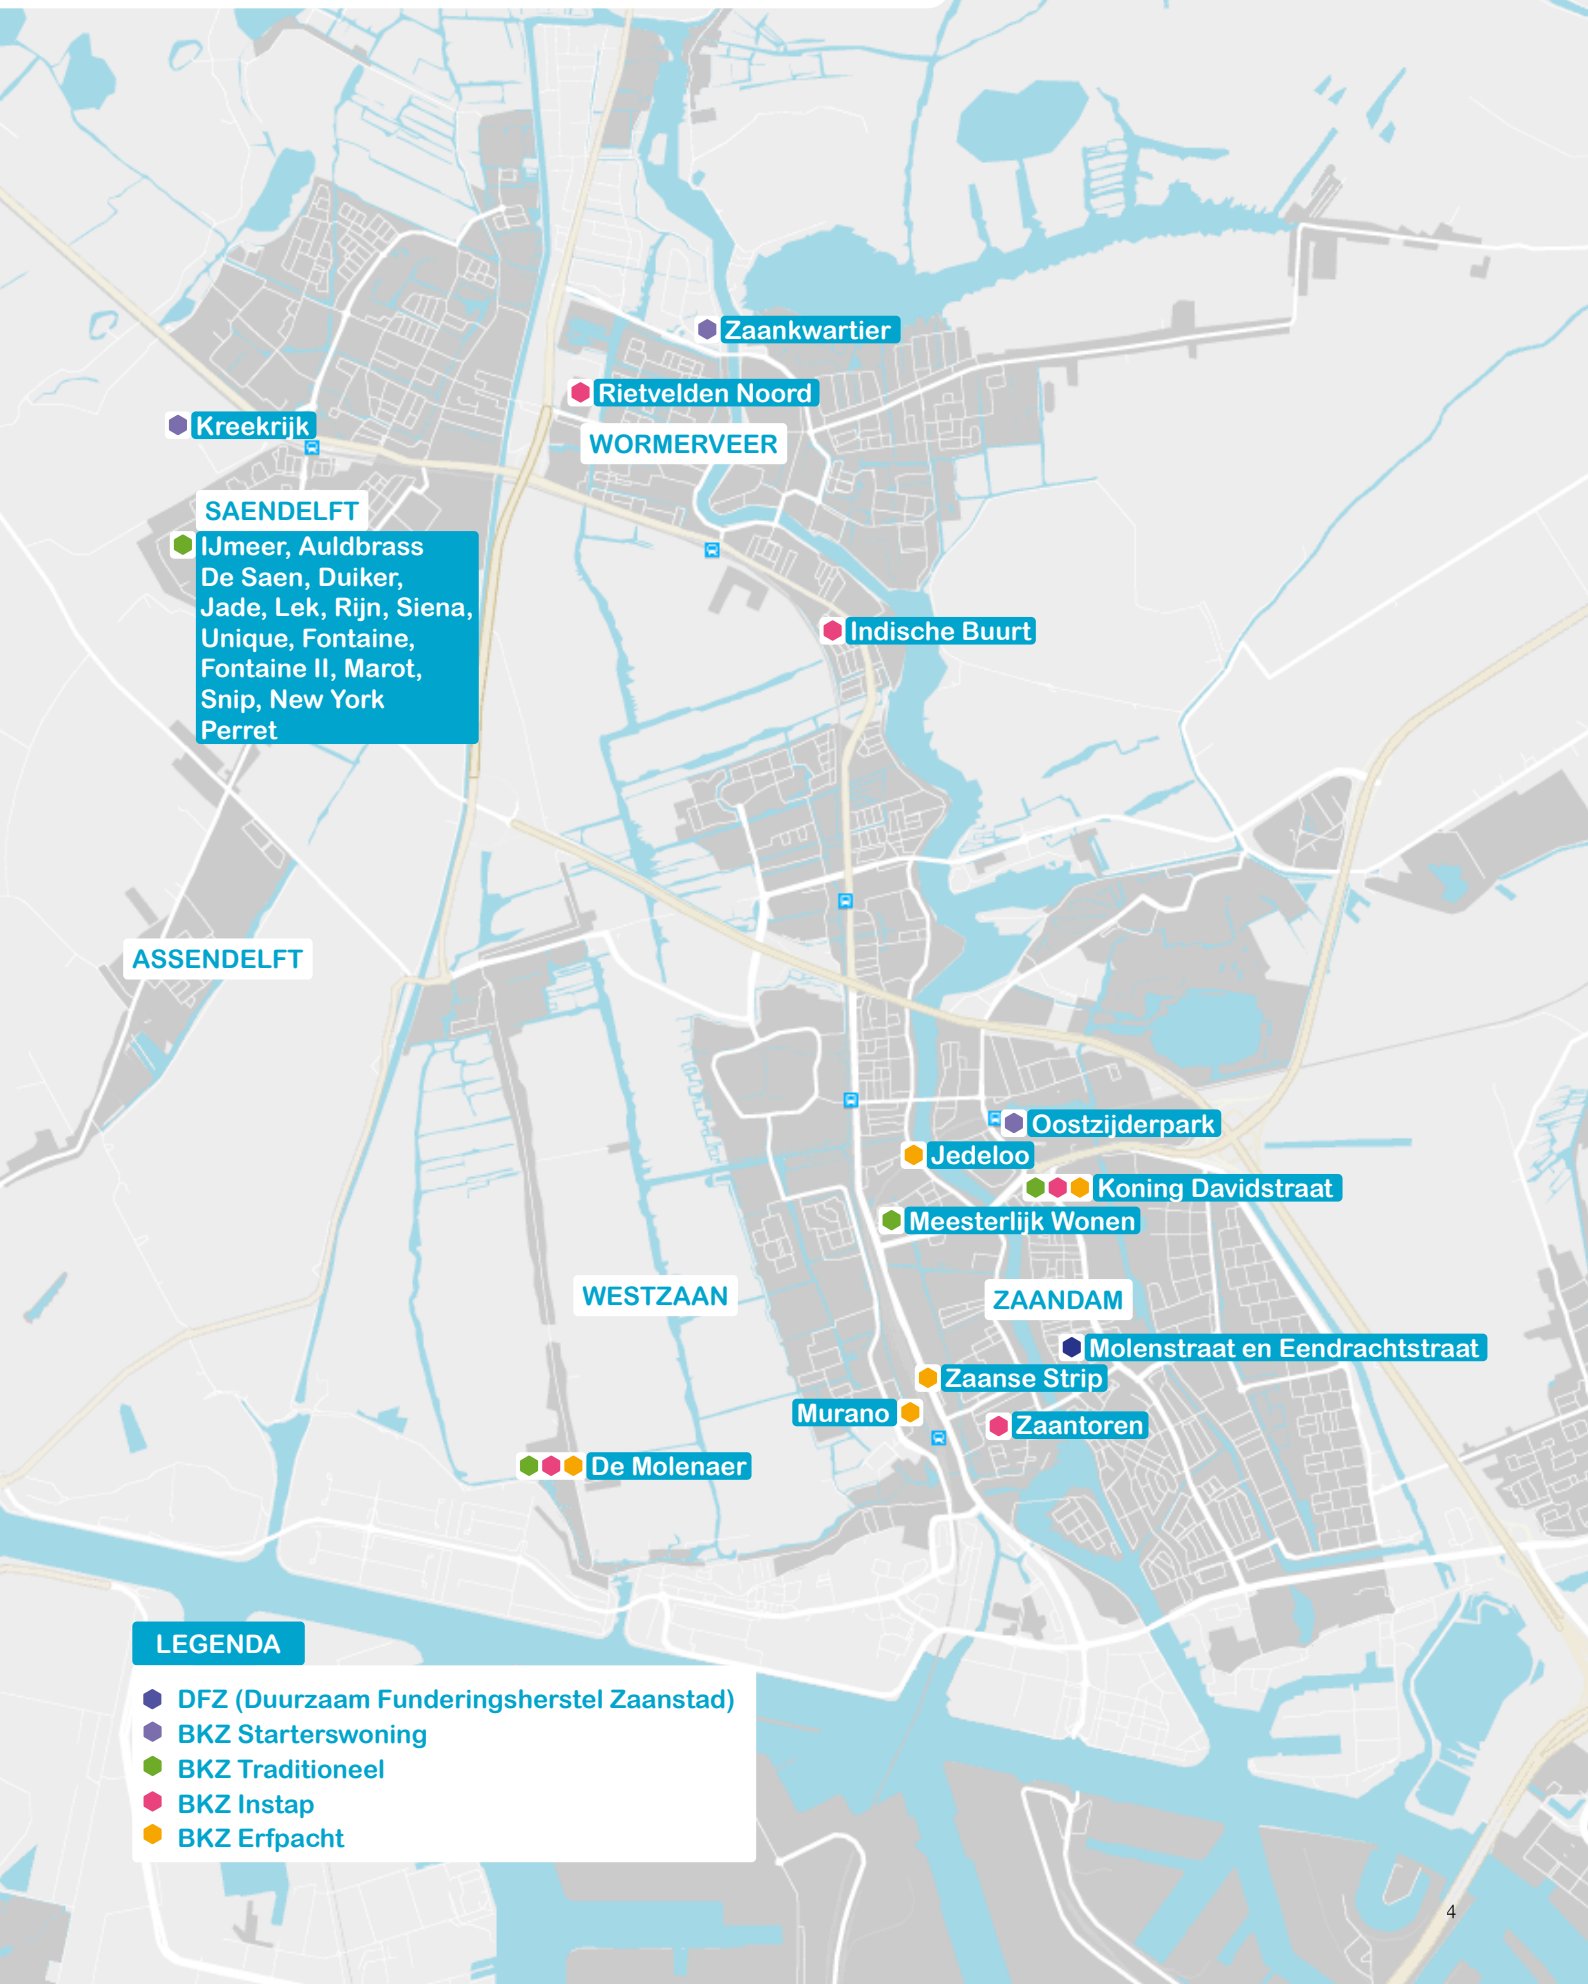 Zaankwartier
Rietvelden Noord
Kreekrijk
WORMERVEER
SAENDELFT
IJmeer, Auldbrass
De Saen, Duiker,
Jade, Lek, Rijn, Siena,
Unique, Fontaine,
Fontaine II, Marot,
Snip, New York
Perret
Indische Buurt
ASSENDELFT
Oostzijderpark
Jedeloo
Koning Davidstraat
Meesterlijk Wonen
WESTZAAN
ZAANDAM
Molenstraat en Eendrachtstraat
Zaanse Strip
Murano
Zaantoren
De Molenaer
LEGENDA
DFZ (Duurzaam Funderingsherstel Zaanstad)
BKZ Starterswoning
BKZ Traditioneel
BKZ Instap
BKZ Erfpacht
4